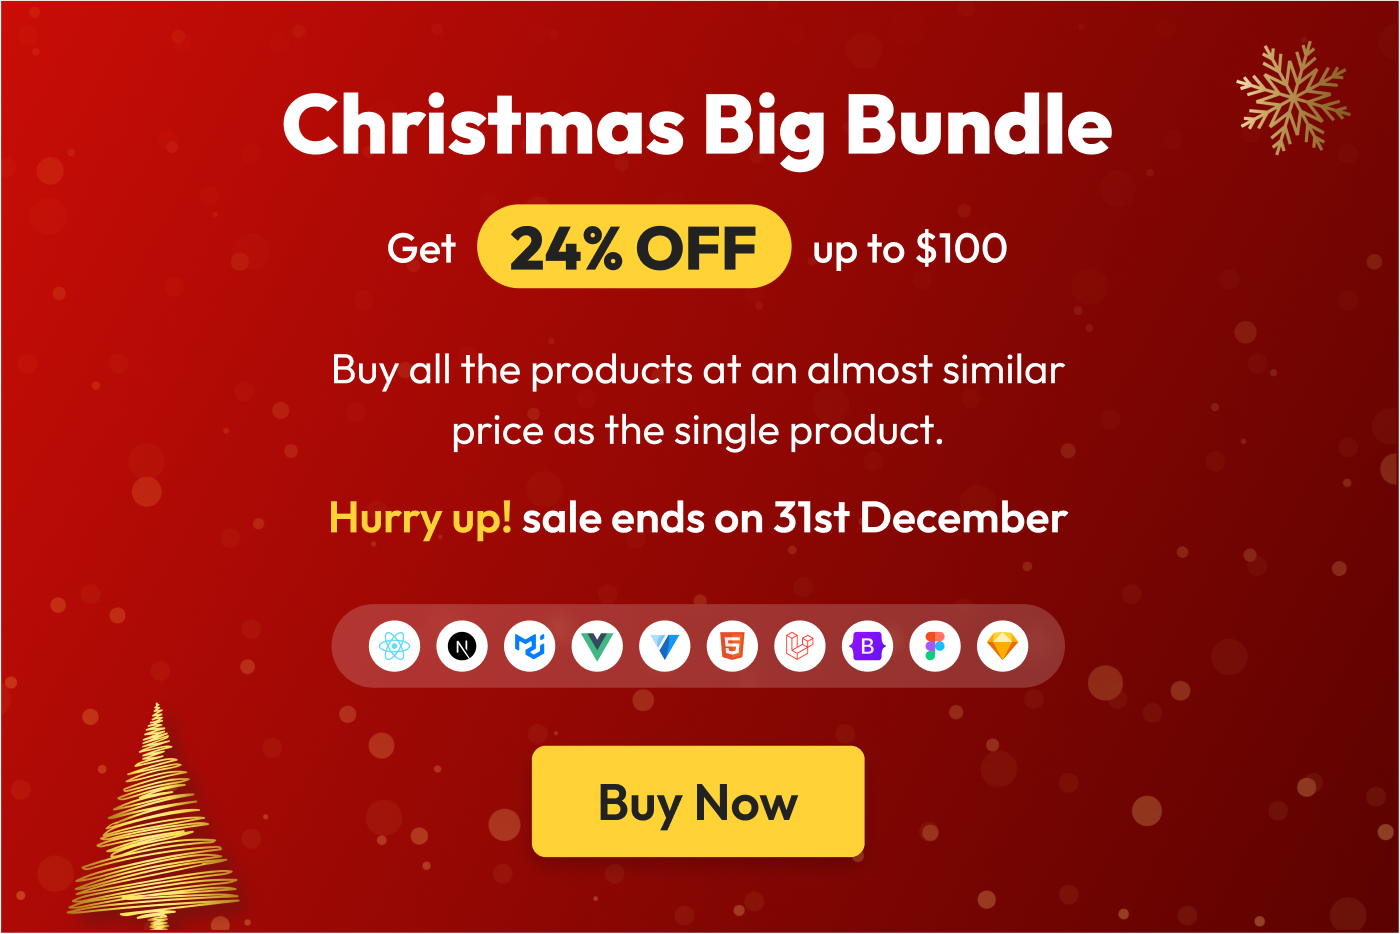 Christmas Big Bundle
Get 24% OFF up to $100
Buy all the products at an almost similar
price as the single product.
Hurry up! sale ends on 31st December
N 5 B
Buy Now